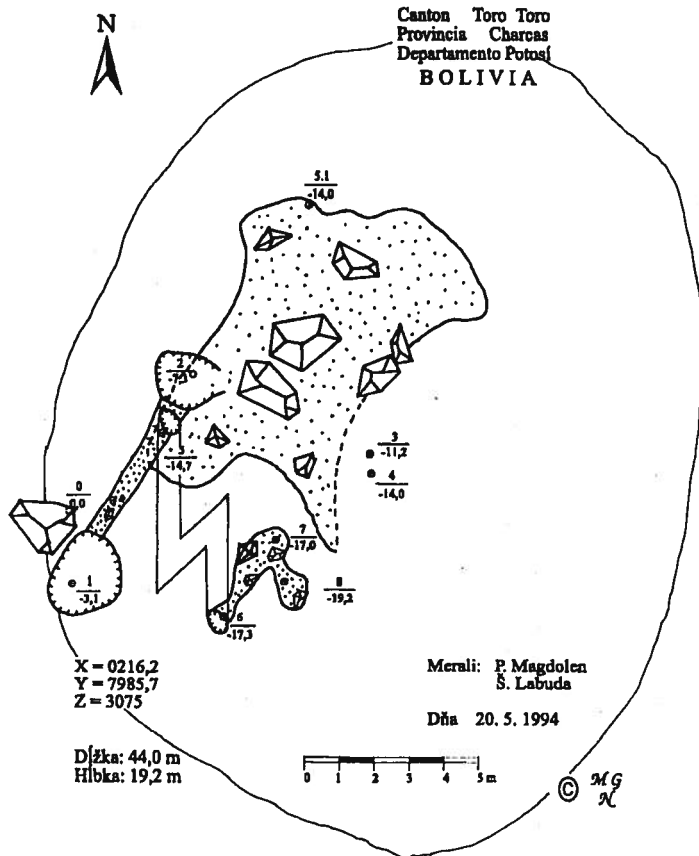 N
Canton Toro Toro
Provincia Charcas
Departamento Potosí
BOLIVIA
5.1
-14,0
2
-7,3
3
-11,2
4
-14,0
5
-14,7
0
0,0
1
-3,1
7
-17,0
8
-19,2
6
-17,3
X = 0216,2
Y = 7985,7
Z = 3075
Merali: P. Magdolen
Š. Labuda
Dňa 20. 5. 1994
Dĺžka: 44,0 m
Hĺbka: 19,2 m
0 1 2 3 4 5 m
© MG
N.